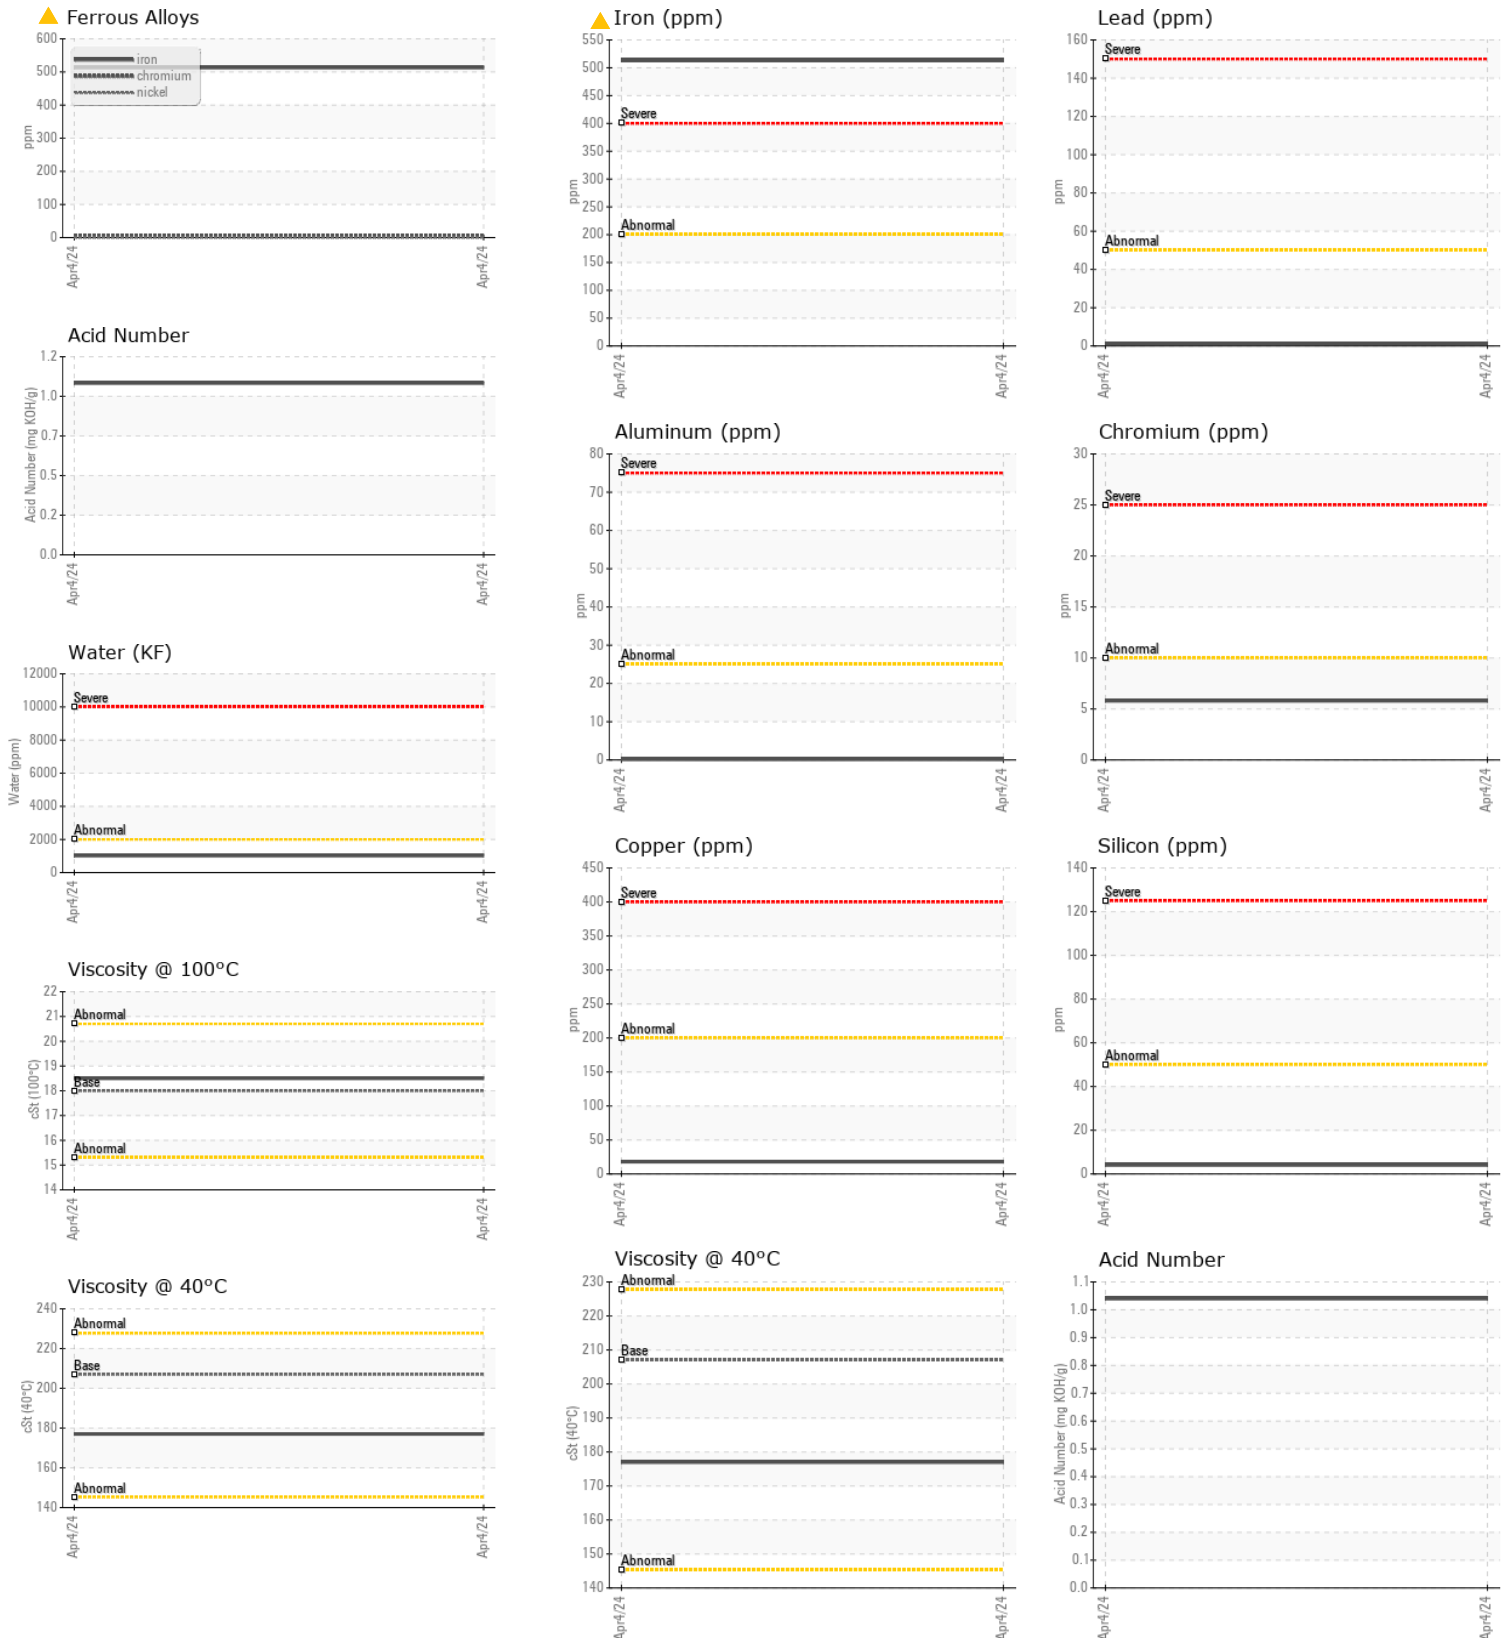 Ferrous Alloys
600
500
400
300
200
100
0
ppm
iron
chromium
nickel
Apr4/24
Apr4/24
Acid Number
1.2
1.0
0.7
0.5
0.2
0.0
Acid Number (mg KOH/g)
Apr4/24
Apr4/24
Water (KF)
12000
10000
8000
6000
4000
2000
0
Water (ppm)
Severe
Abnormal
Apr4/24
Apr4/24
Viscosity @ 100°C
22
21
20
19
18
17
16
15
14
cSt (100°C)
Abnormal
Base
Abnormal
Apr4/24
Apr4/24
Viscosity @ 40°C
240
220
200
180
160
140
cSt (40°C)
Abnormal
Base
Abnormal
Apr4/24
Apr4/24
Iron (ppm)
550
500
450
400
350
300
250
200
150
100
50
0
ppm
Severe
Abnormal
Apr4/24
Apr4/24
Lead (ppm)
160
140
120
100
80
60
40
20
0
ppm
Severe
Abnormal
Apr4/24
Apr4/24
Aluminum (ppm)
80
70
60
50
40
30
20
10
0
ppm
Severe
Abnormal
Apr4/24
Apr4/24
Chromium (ppm)
30
25
20
15
10
5
0
ppm
Severe
Abnormal
Apr4/24
Apr4/24
Copper (ppm)
450
400
350
300
250
200
150
100
50
0
ppm
Severe
Abnormal
Apr4/24
Apr4/24
Silicon (ppm)
140
120
100
80
60
40
20
0
ppm
Severe
Abnormal
Apr4/24
Apr4/24
Viscosity @ 40°C
230
220
210
200
190
180
170
160
150
140
cSt (40°C)
Abnormal
Base
Abnormal
Apr4/24
Apr4/24
Acid Number
1.1
1.0
0.9
0.8
0.7
0.6
0.5
0.4
0.3
0.2
0.1
0.0
Acid Number (mg KOH/g)
Apr4/24
Apr4/24